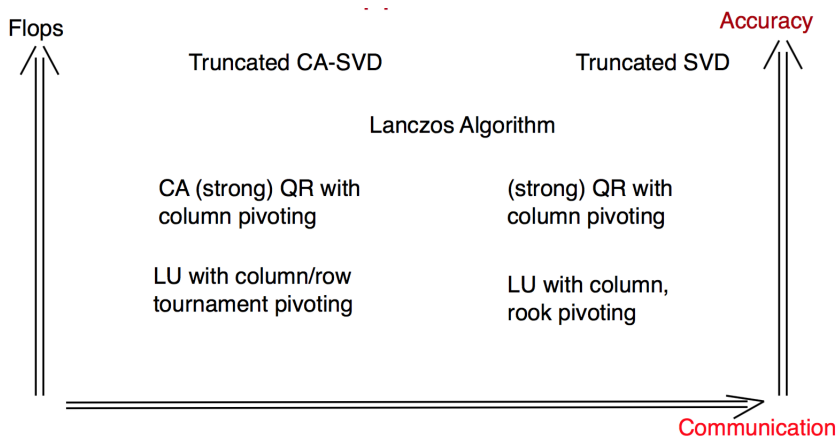 Flops
Accuracy
Truncated CA-SVD
Truncated SVD
Lanczos Algorithm
CA (strong) QR with
column pivoting
(strong) QR with
column pivoting
LU with column/row
tournament pivoting
LU with column,
rook pivoting
Communication